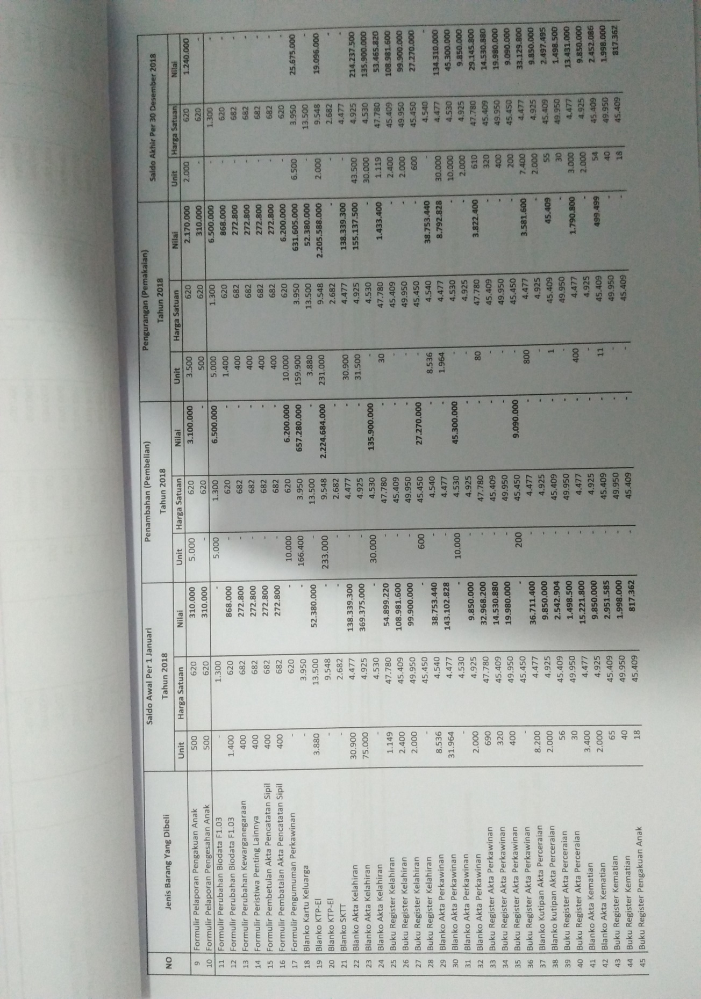 NO Jenis Barang Yang Dibeli Saldo Awal Per 1 Januari Tahun 2018 Penambahan (Pembelian) Tahun 2018 Pengurangan (Pemakaian) Tahun 2018 Saldo Akhir Per 30 Desember 2018
Unit Harga Satuan Nilai Unit Harga Satuan Nilai Unit Harga Satuan Nilai Unit Harga Satuan Nilai
9 Formulir Pelaporan Pengakuan Anak 500 620 310.000 5.000 620 3.100.000 3.500 620 2.170.000 2.000 620 1.240.000
10 Formulir Pelaporan Pengesahan Anak 500 620 310.000 - 620 - 500 620 310.000 - 620 -
11 Formulir Perubahan Biodata F1.03 - 1.300 - 5.000 1.300 6.500.000 5.000 1.300 6.500.000 - 1.300 -
12 Formulir Perubahan Biodata F1.03 1.400 620 868.000 - 620 - 1.400 620 868.000 - 620 -
13 Formulir Perubahan Kewarganegaraan 400 682 272.800 - 682 - 400 682 272.800 - 682 -
14 Formulir Peristiwa Penting Lainnya 400 682 272.800 - 682 - 400 682 272.800 - 682 -
15 Formulir Pembetulan Akta Pencatatan Sipil 400 682 272.800 - 682 - 400 682 272.800 - 682 -
16 Formulir Pembatalan Akta Pencatatan Sipil 400 682 272.800 - 682 - 400 682 272.800 - 682 -
17 Formulir Pengumuman Perkawinan - 620 - 10.000 620 6.200.000 10.000 620 6.200.000 - 620 -
18 Blanko Kartu Keluarga - 3.950 - 166.400 3.950 657.280.000 159.900 3.950 631.605.000 6.500 3.950 25.675.000
19 Blanko KTP-El 3.880 13.500 52.380.000 - 13.500 - 3.880 13.500 52.380.000 - 13.500 -
20 Blanko KTP-El - 9.548 - 233.000 9.548 2.224.684.000 231.000 9.548 2.205.588.000 2.000 9.548 19.096.000
21 Blanko SKTT - 2.682 - - 2.682 - 2.682 - - 2.682 -
22 Blanko Akta Kelahiran 30.900 4.477 138.339.300 - 4.477 - 30.900 4.477 138.339.300 - 4.477 -
23 Blanko Akta Kelahiran 75.000 4.925 369.375.000 - 4.925 - 31.500 4.925 155.137.500 43.500 4.925 214.237.500
24 Blanko Akta Kelahiran - 4.530 - 30.000 4.530 135.900.000 - 4.530 - 30.000 4.530 135.900.000
25 Buku Register Kelahiran 1.149 47.780 54.899.220 - 47.780 - 30 47.780 1.433.400 1.119 47.780 53.465.820
26 Buku Register Kelahiran 2.400 45.409 108.981.600 - 45.409 - - 45.409 - 2.400 45.409 108.981.600
27 Buku Register Kelahiran 2.000 49.950 99.900.000 - 49.950 - - 49.950 - 2.000 49.950 99.900.000
28 Buku Register Kelahiran - 45.450 - 600 45.450 27.270.000 - 45.450 - 600 45.450 27.270.000
29 Blanko Akta Perkawinan 8.536 4.540 38.753.440 - 4.540 - 8.536 4.540 38.753.440 - 4.540 -
30 Blanko Akta Perkawinan 31.964 4.477 143.102.828 - 4.477 - 1.964 4.477 8.792.828 30.000 4.477 134.310.000
31 Blanko Akta Perkawinan - 4.530 - 10.000 4.530 45.300.000 - 4.530 - 10.000 4.530 45.300.000
32 Blanko Akta Perkawinan 2.000 4.925 9.850.000 - 4.925 - - 4.925 - 2.000 4.925 9.850.000
33 Buku Register Akta Perkawinan 690 47.780 32.968.200 - 47.780 - 80 47.780 3.822.400 610 47.780 29.145.800
34 Buku Register Akta Perkawinan 320 45.409 14.530.880 - 45.409 - - 45.409 - 320 45.409 14.530.880
35 Buku Register Akta Perkawinan 400 49.950 19.980.000 - 49.950 - - 49.950 - 400 49.950 19.980.000
36 Buku Register Akta Perkawinan - 45.450 - 200 45.450 9.090.000 - 45.450 - 200 45.450 9.090.000
37 Blanko Kutipan Akta Perceraian 8.200 4.477 36.711.400 - 4.477 - 800 4.477 3.581.600 7.400 4.477 33.129.800
38 Blanko kutipan Akta Perceraian 2.000 4.925 9.850.000 - 4.925 - - 4.925 - 2.000 4.925 9.850.000
39 Buku Register Akta Perceraian 56 45.409 2.542.904 - 45.409 - 1 45.409 45.409 55 45.409 2.497.495
40 Buku Register Akta Perceraian 30 49.950 1.498.500 - 49.950 - - 49.950 - 30 49.950 1.498.500
41 Blanko Akta Kematian 3.400 4.477 15.221.800 - 4.477 - 400 4.477 1.790.800 3.000 4.477 13.431.000
42 Blanko Akta Kematian 2.000 4.925 9.850.000 - 4.925 - - 4.925 - 2.000 4.925 9.850.000
43 Buku Register Kematian 65 45.409 2.951.585 - 45.409 - 11 45.409 499.499 54 45.409 2.452.086
44 Buku Register Kematian 40 49.950 1.998.000 - 49.950 - - 49.950 - 40 49.950 1.998.000
45 Buku Register Pengakuan Anak 18 45.409 817.362 - 45.409 - - 45.409 - 18 45.409 817.362